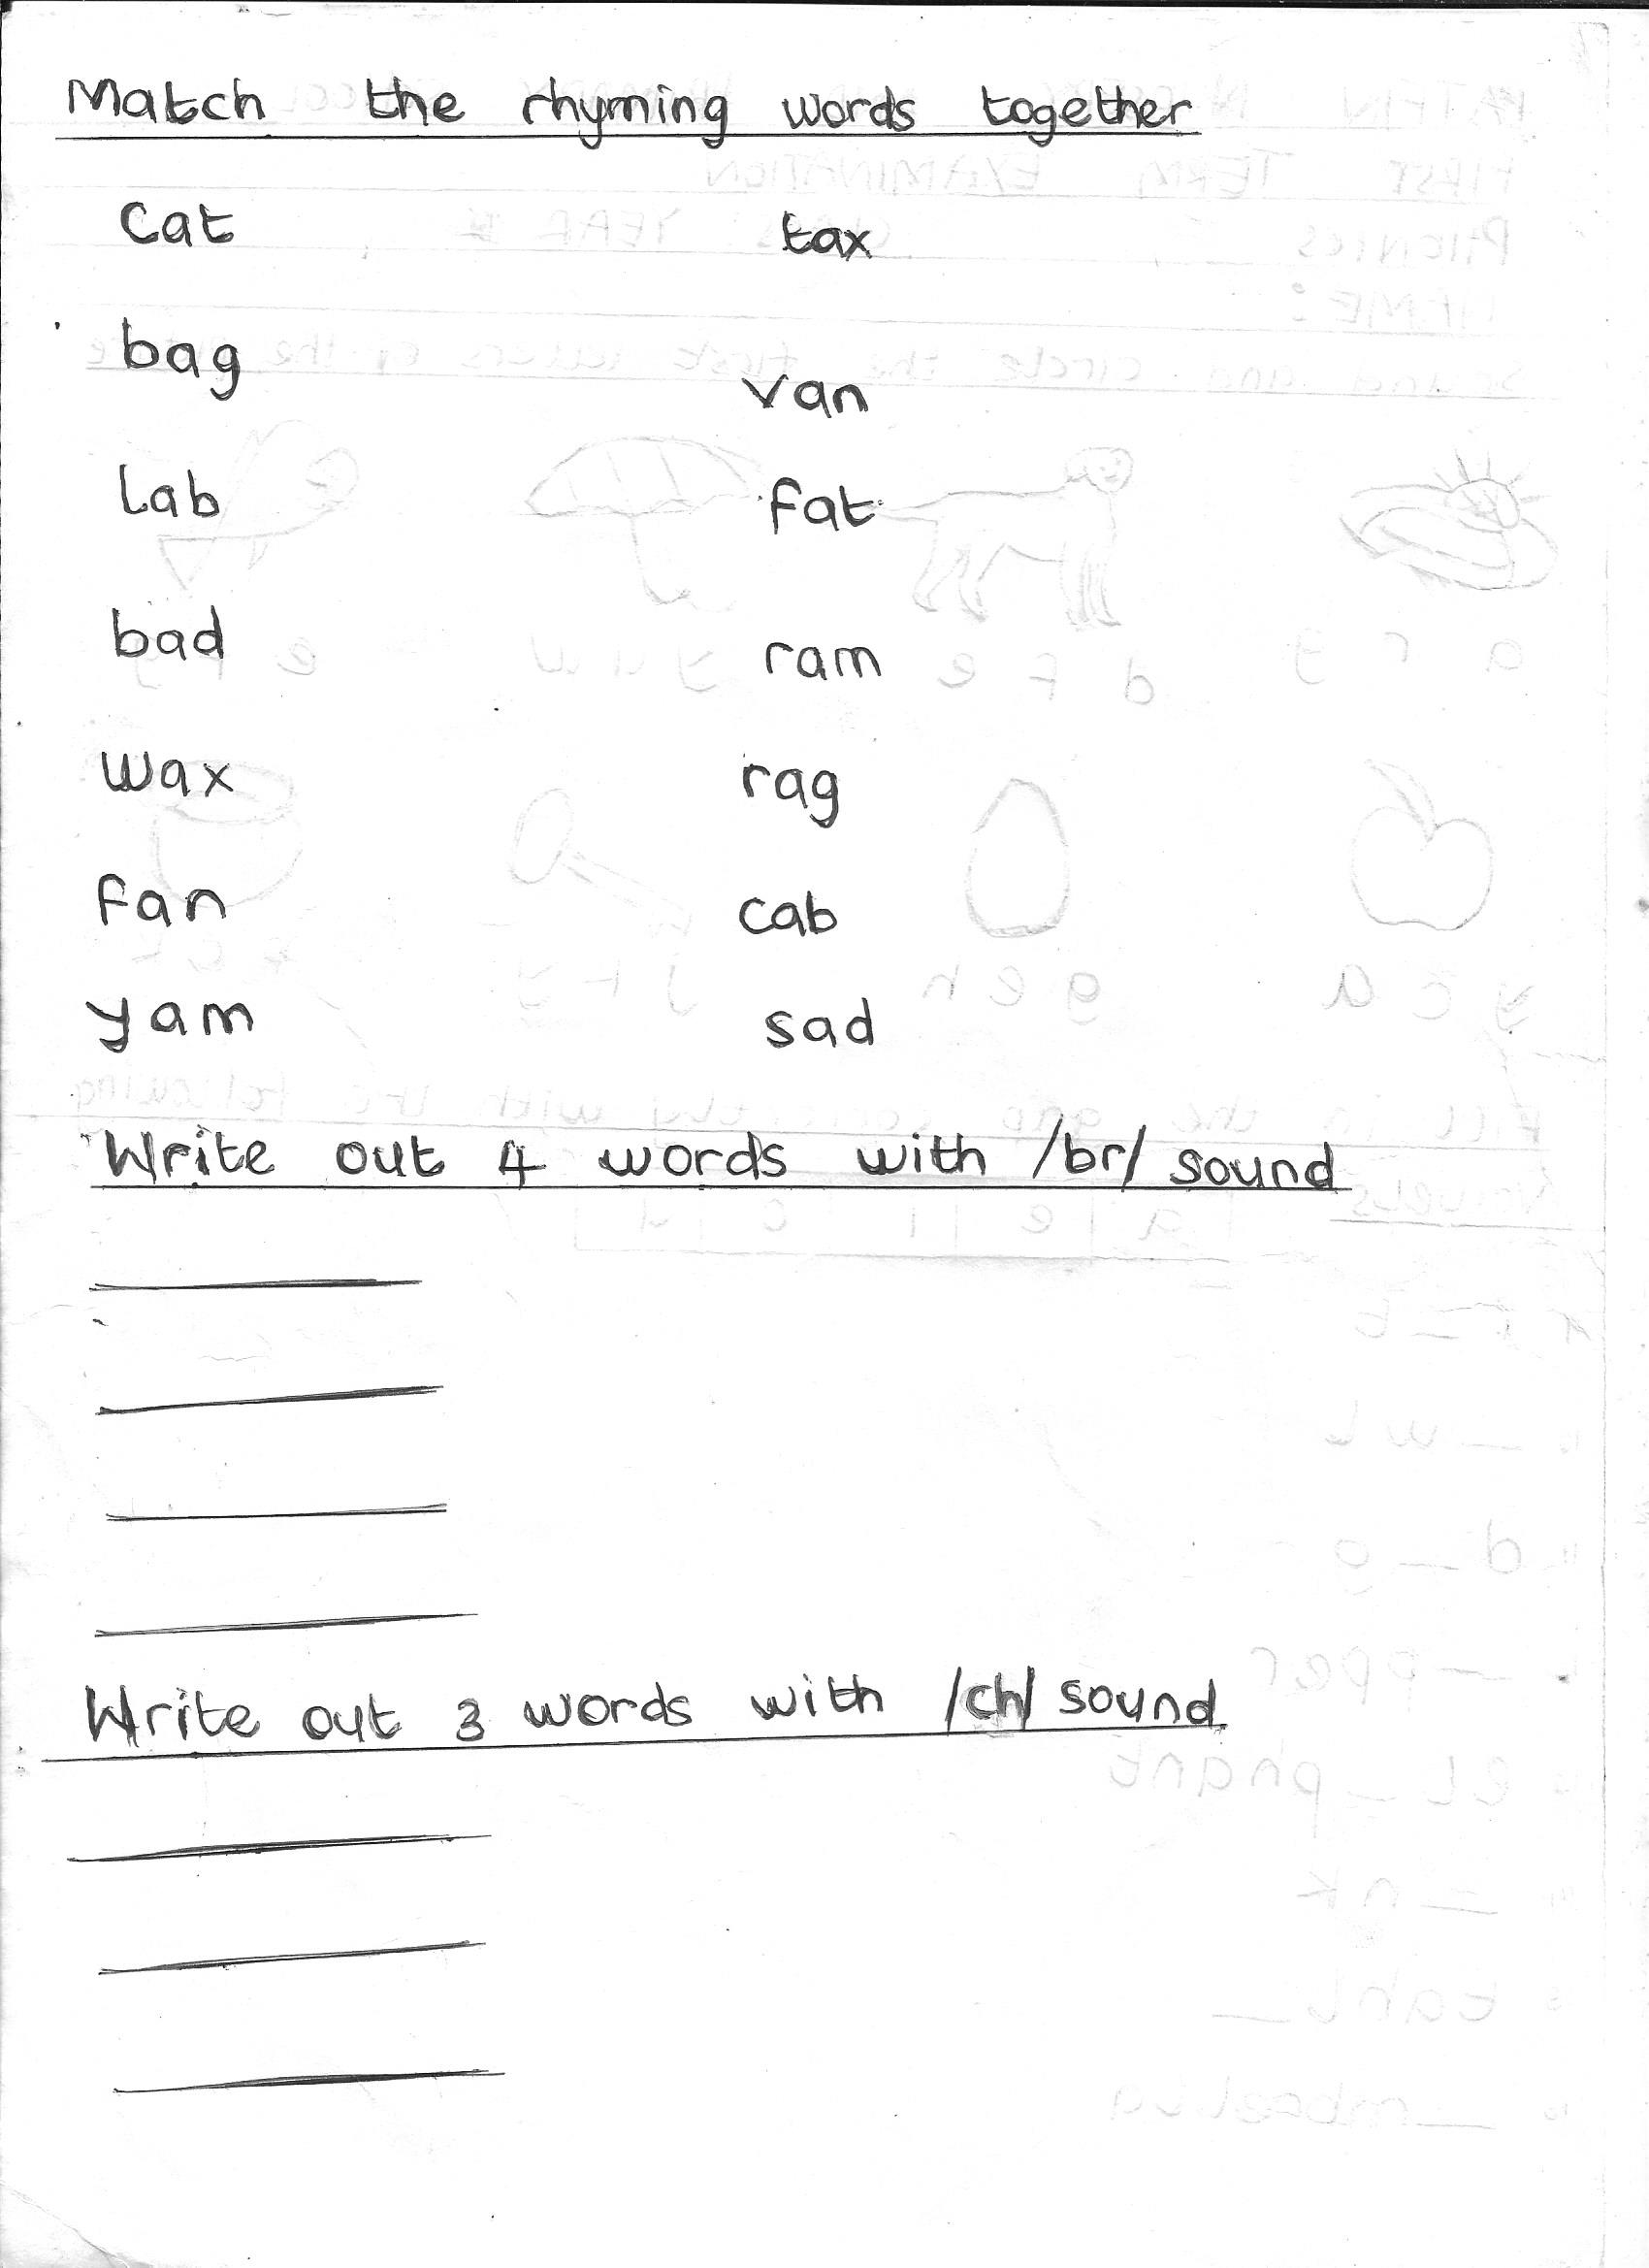 Match the rhyming words together
Cat tax
bag van
lab fat
bad ram
wax rag
fan cab
yam sad
Write out 4 words with /br/ sound
Write out 3 words with /ch/ sound